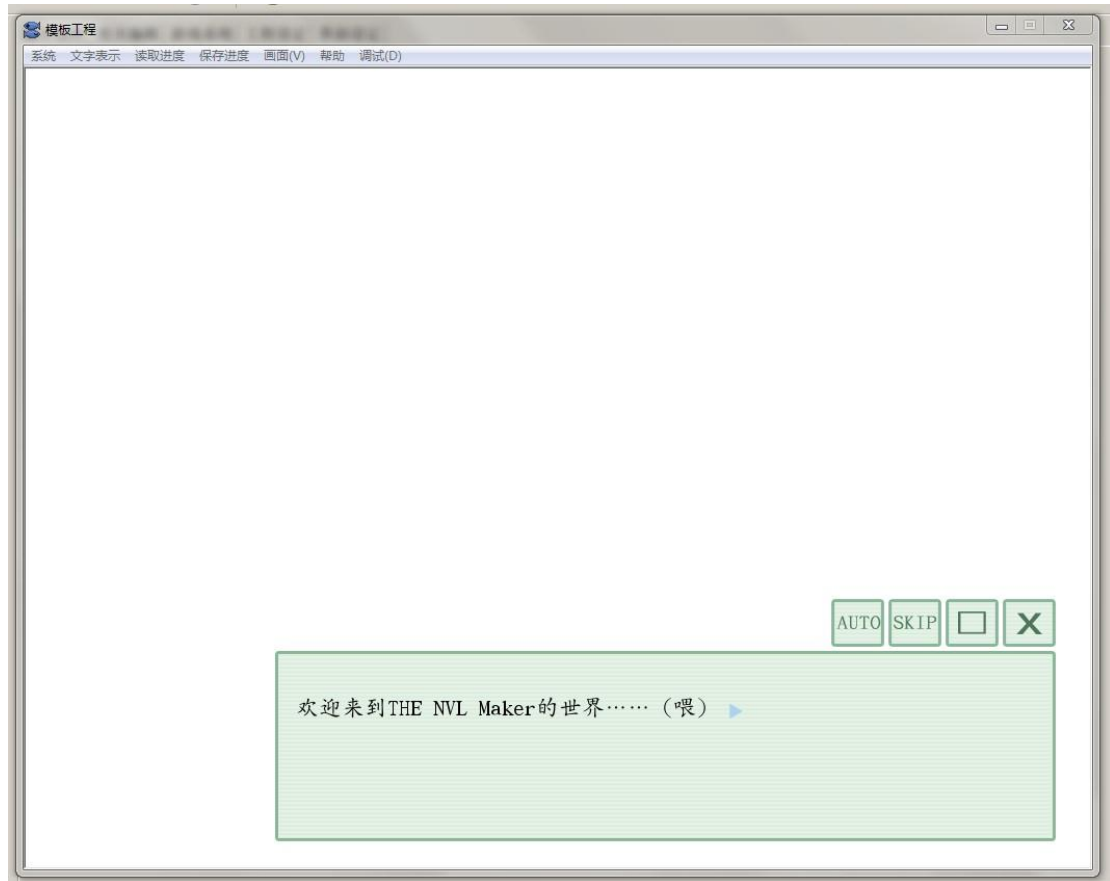 模板工程
系统 文字表示 读取进度 保存进度 画面(V) 帮助 调试(D)
AUTO SKIP
欢迎来到THE NVL Maker的世界……（喂）